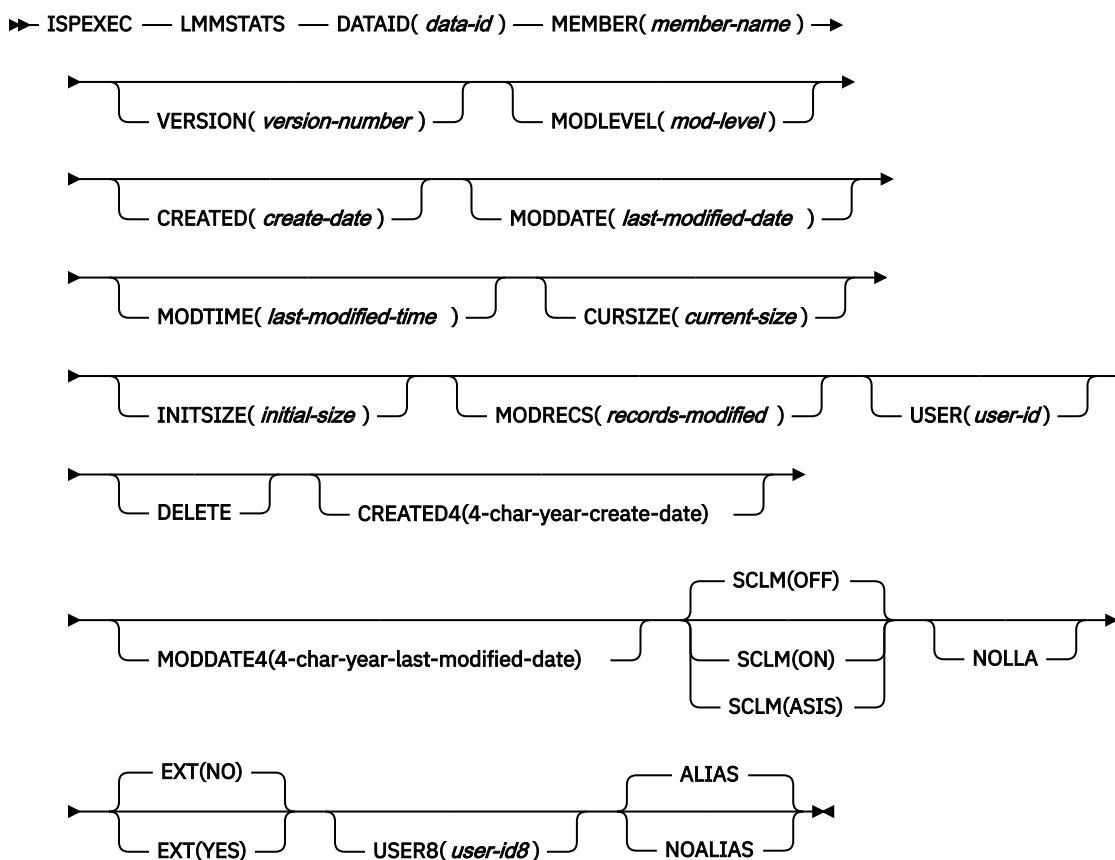 ISPEXEC LMMSTATS DATAID( data-id ) MEMBER( member-name )
VERSION( version-number ) MODLEVEL( mod-level )
CREATED( create-date ) MODDATE( last-modified-date )
MODTIME( last-modified-time ) CURSIZE( current-size )
INITSIZE( initial-size ) MODRECS( records-modified ) USER( user-id )
DELETE CREATED4(4-char-year-create-date)
SCLM(OFF)
MODDATE4(4-char-year-last-modified-date) SCLM(ON) NOLLA
SCLM(ASIS)
EXT(NO) ALIAS
EXT(YES) USER8( user-id8 ) NOALIAS